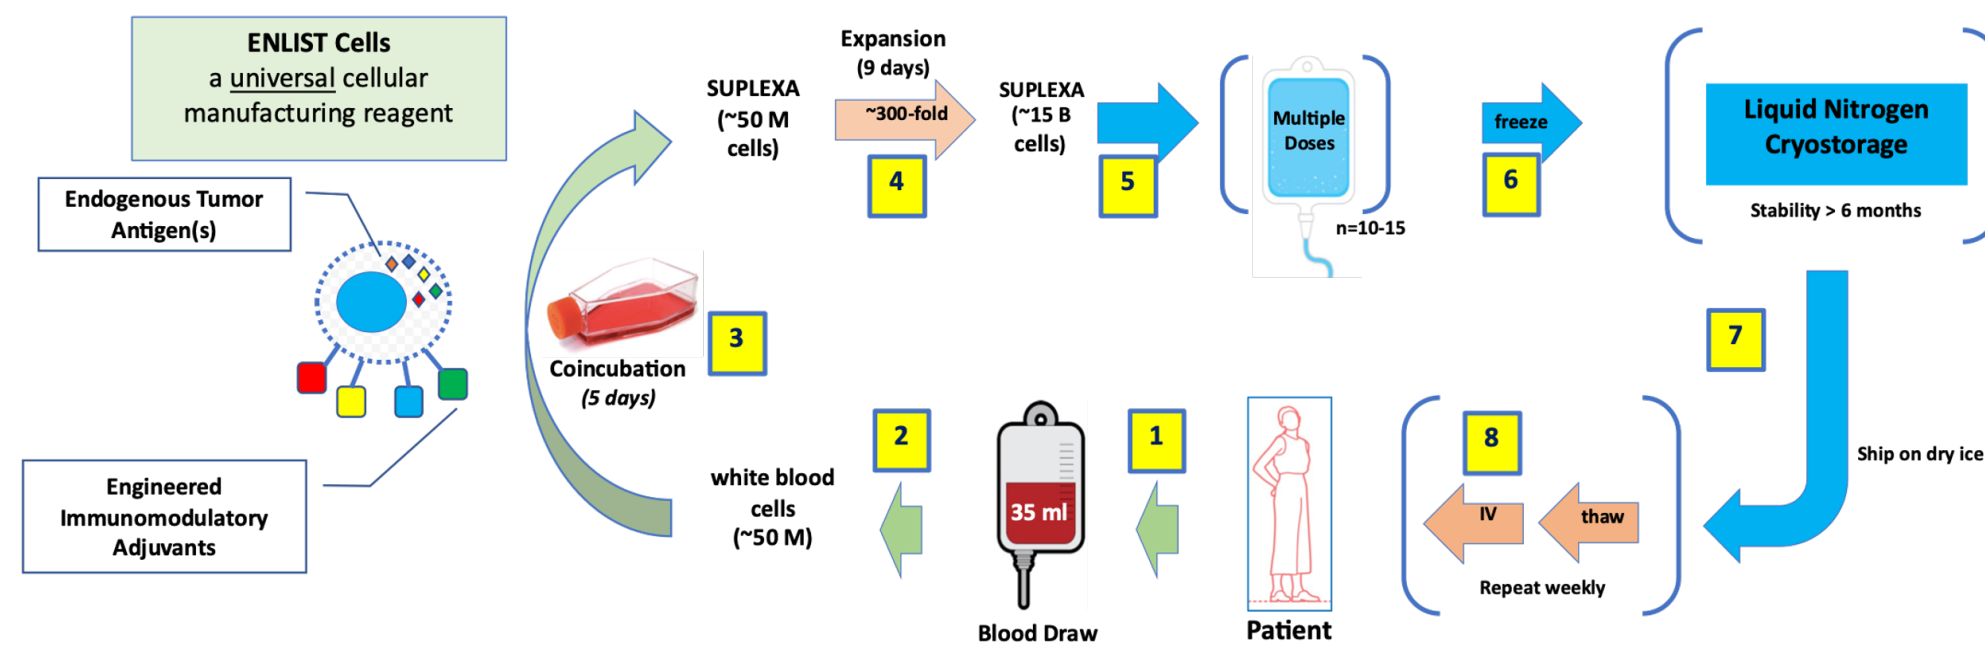 ENLIST Cells
a universal cellular
manufacturing reagent
Endogenous Tumor
Antigen(s)
Engineered
Immunomodulatory
Adjuvants
Coincubation
(5 days)
3
SUPLEXA
(~50 M
cells)
Expansion
(9 days)
~300-fold
4
SUPLEXA
(~15 B
cells)
5
Multiple
Doses
n=10-15
freeze
6
Liquid Nitrogen
Cryostorage
Stability > 6 months
7
Ship on dry ice
8
IV
thaw
Repeat weekly
Patient
1
35 ml
Blood Draw
2
white blood
cells
(~50 M)